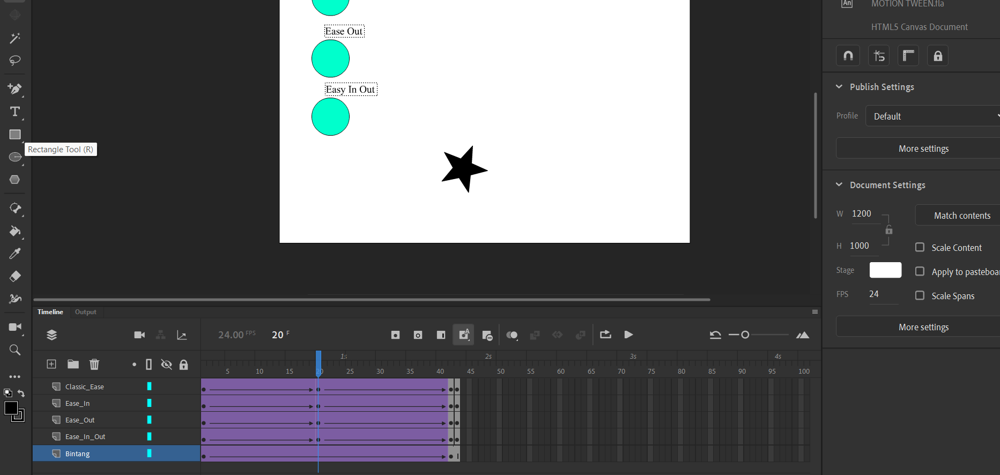 MOTION TWEEN.fla
An
HTML5 Canvas Document
Ease Out
Easy In Out
Rectangle Tool (R)
Publish Settings
Profile Default
More settings
Document Settings
W 1200 Match contents
H 1000 Scale Content
Stage Apply to pasteboar
FPS 24 Scale Spans
More settings
Timeline Output
24.00 FPS 20 F
1s 2s 3s 4s
5 10 15 20 25 30 35 40 45 50 55 60 65 70 75 80 85 90 95 100
Classic_Ease
Ease_In
Ease_Out
Ease_In_Out
Bintang